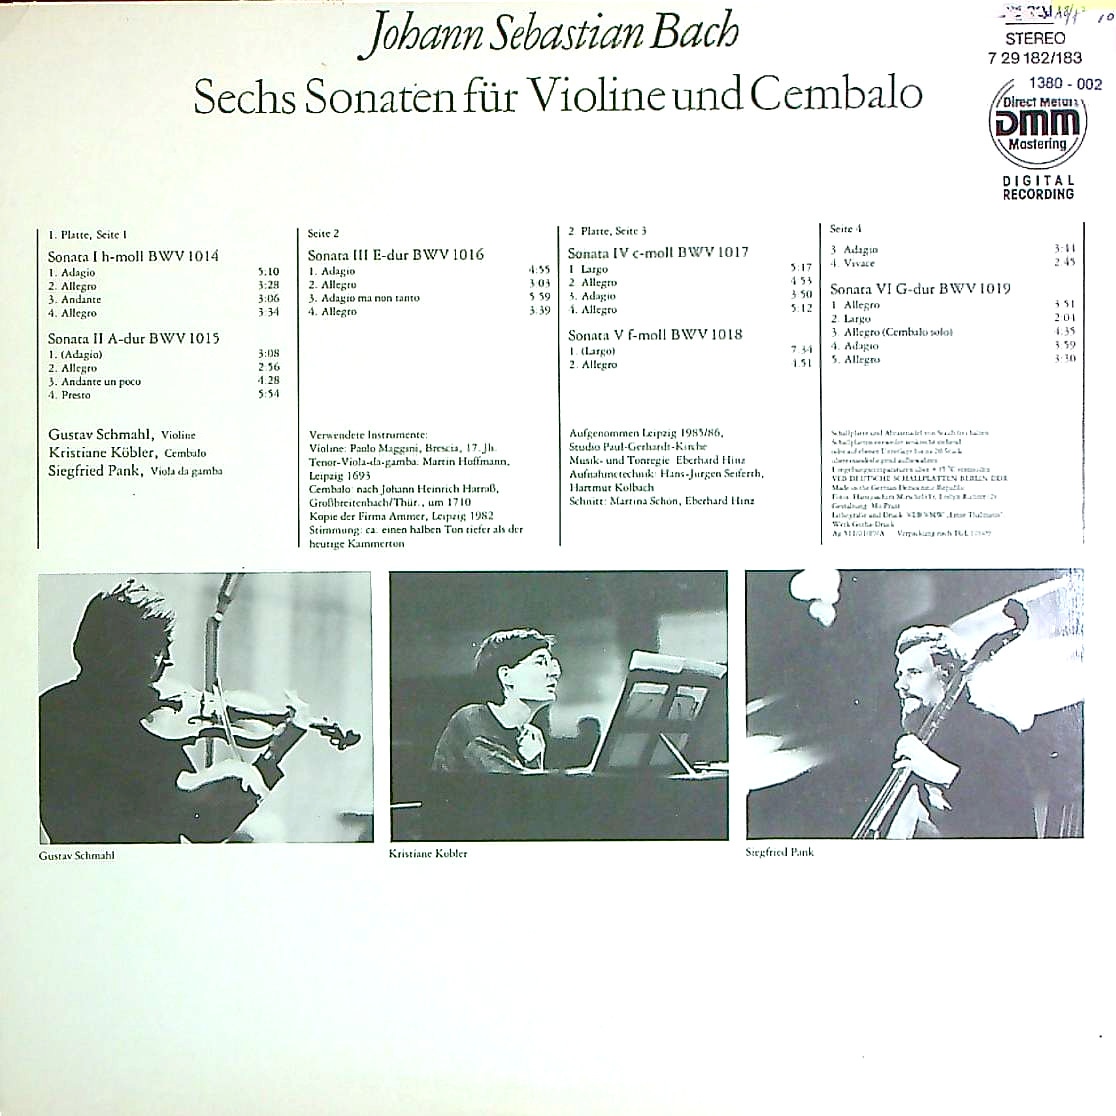 Johann Sebastian Bach
Sechs Sonaten für Violine und Cembalo
STEREO
7 29 182/183
1380 - 002
Direct Metal
DMM
Mastering
DIGITAL
RECORDING
1. Platte, Seite 1
Sonata I h-moll BWV 1014
1. Adagio 5:10
2. Allegro 3:28
3. Andante 3:06
4. Allegro 3:34
Sonata II A-dur BWV 1015
1. (Adagio) 3:08
2. Allegro 2:56
3. Andante un poco 4:28
4. Presto 5:54
Gustav Schmahl, Violine
Kristiane Köbler, Cembalo
Siegfried Pank, Viola da gamba
Seite 2
Sonata III E-dur BWV 1016
1. Adagio 4:55
2. Allegro 3 03
3. Adagio ma non tanto 5 59
4. Allegro 3:39
Verwendete Instrumente:
Violine: Paolo Maggini, Brescia, 17. Jh.
Tenor-Viola-da-gamba: Martin Hoffmann,
Leipzig 1693
Cembalo: nach Johann Heinrich Harraß,
Großbreitenbach/Thür., um 1710
Kopie der Firma Ammer, Leipzig 1982
Stimmung: ca. einen halben Ton tiefer als der
heutige Kammerton
2 Platte, Seite 3
Sonata IV c-moll BWV 1017
1 Largo 5:17
2 Allegro 4 53
3. Adagio 3 50
4. Allegro 5:12
Sonata V f-moll BWV 1018
1. (Largo) 7 34
2. Allegro 4.51
Aufgenommen Leipzig 1985/86,
Studio Paul-Gerhardt-Kirche
Musik- und Tonregie: Eberhard Hinz
Aufnahmetechnik: Hans-Jürgen Seiferth,
Hartmut Kolbach
Schnitt: Martina Schön, Eberhard Hinz
Seite 4
3 Adagio 3:44
4. Vivace 2 45
Sonata VI G-dur BWV 1019
1 Allegro 3 51
2 Largo 2 01
3 Allegro (Cembalo solo) 4:35
4. Adagio 3.59
5. Allegro 3:30
VEB DEUTSCHE SCHALLPLATTEN BERLIN DDR
Made in the German Democratic Republic
Gustav Schmahl
Kristiane Köbler
Siegfried Pank